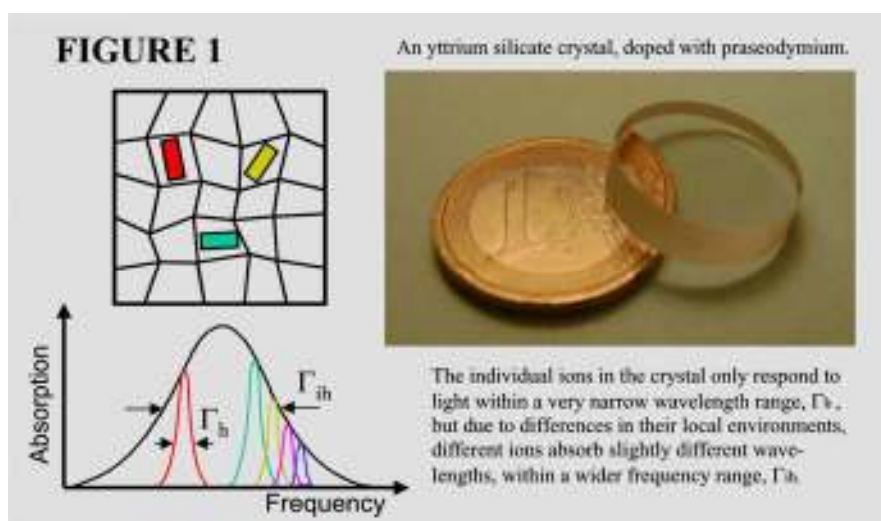 FIGURE 1
An yttrium silicate crystal, doped with praseodymium.
Absorption
Γih
Γh
Frequency
The individual ions in the crystal only respond to
light within a very narrow wavelength range, Γh,
but due to differences in their local environments,
different ions absorb slightly different wave-
lengths, within a wider frequency range, Γih.